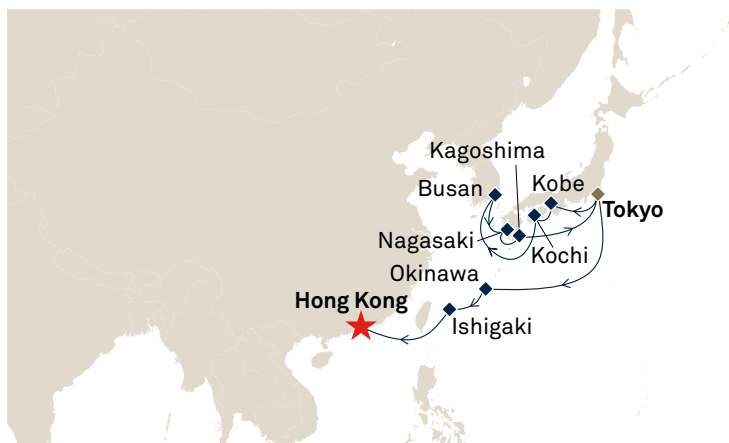 Kagoshima
Busan
Kobe
Tokyo
Nagasaki
Kochi
Okinawa
Hong Kong
Ishigaki